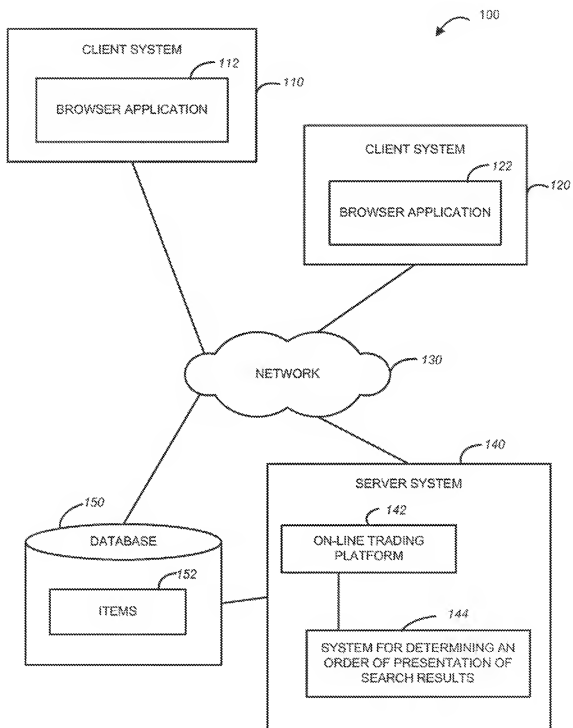 100
CLIENT SYSTEM
112
BROWSER APPLICATION
110
CLIENT SYSTEM
122
BROWSER APPLICATION
120
NETWORK
130
140
SERVER SYSTEM
150
DATABASE
142
ON-LINE TRADING
PLATFORM
152
ITEMS
144
SYSTEM FOR DETERMINING AN
ORDER OF PRESENTATION OF
SEARCH RESULTS